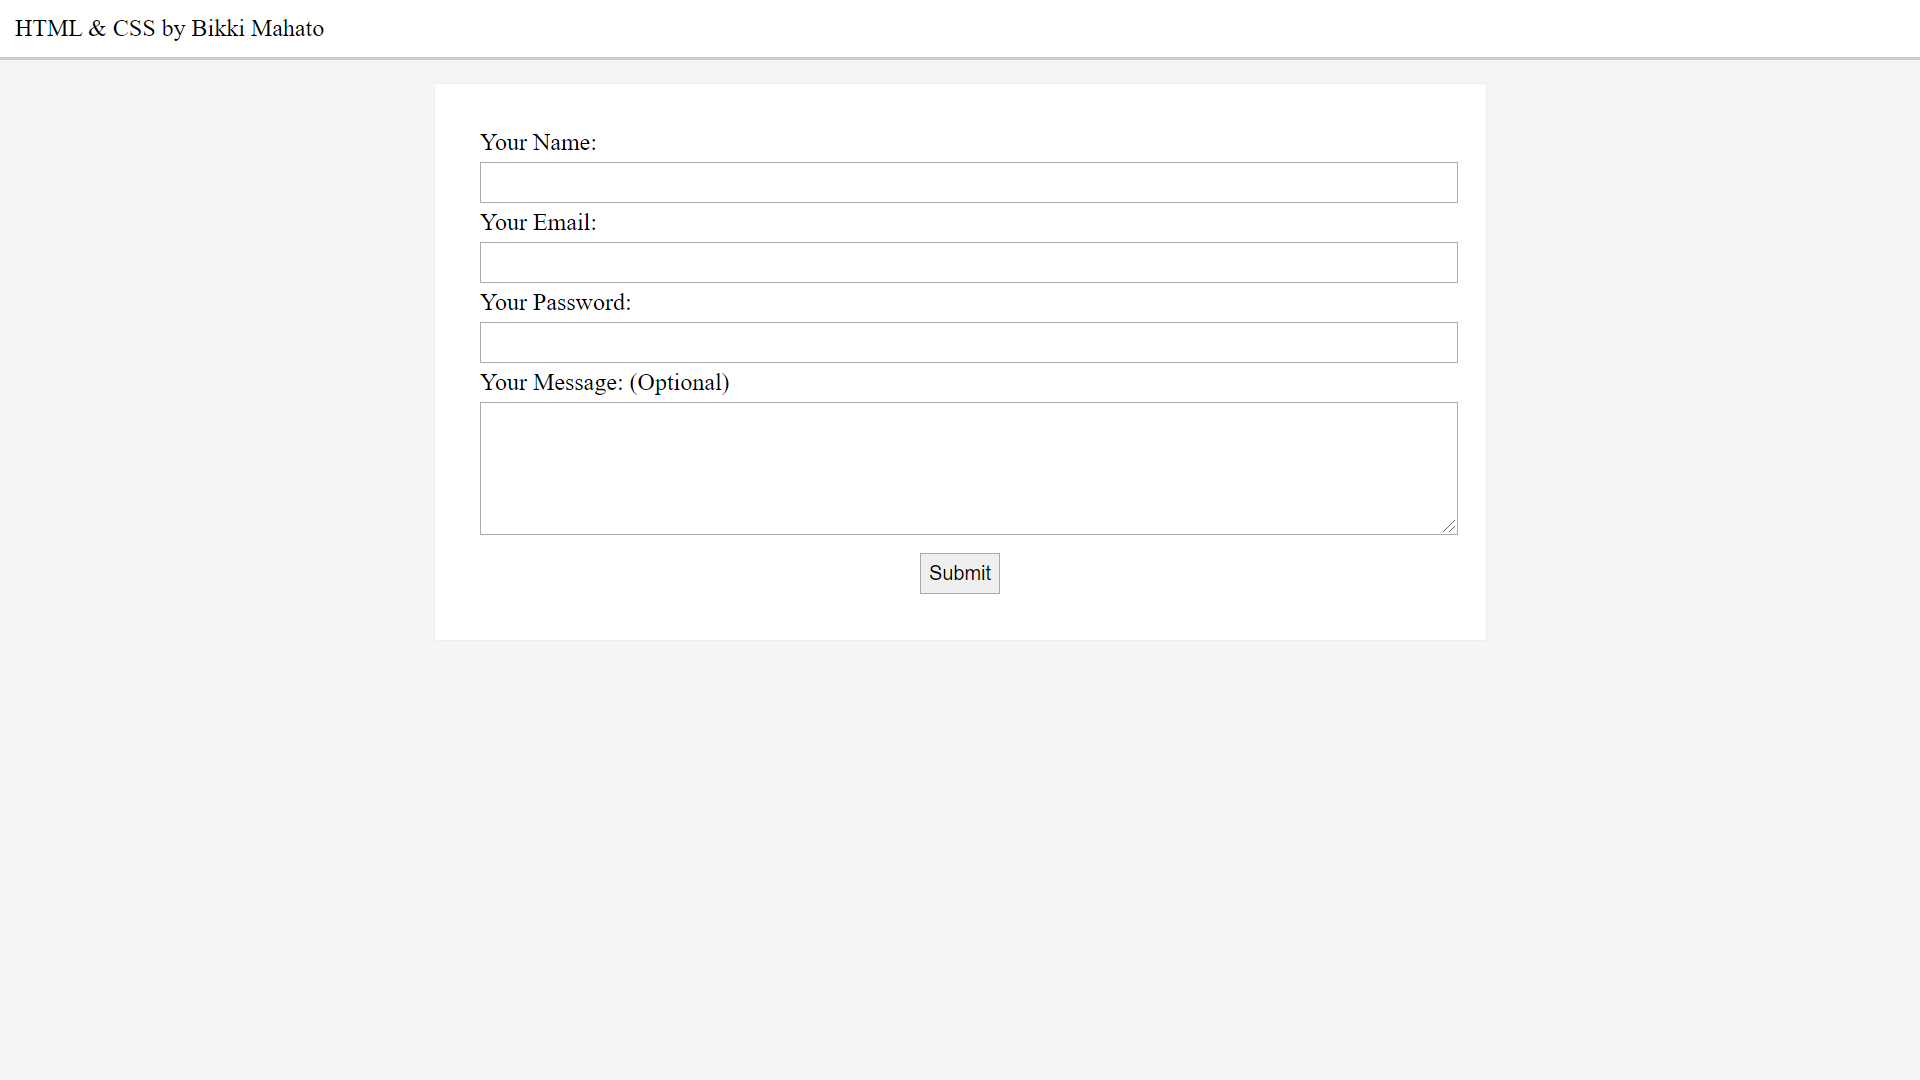 HTML & CSS by Bikki Mahato
Your Name:
Your Email:
Your Password:
Your Message: (Optional)
Submit